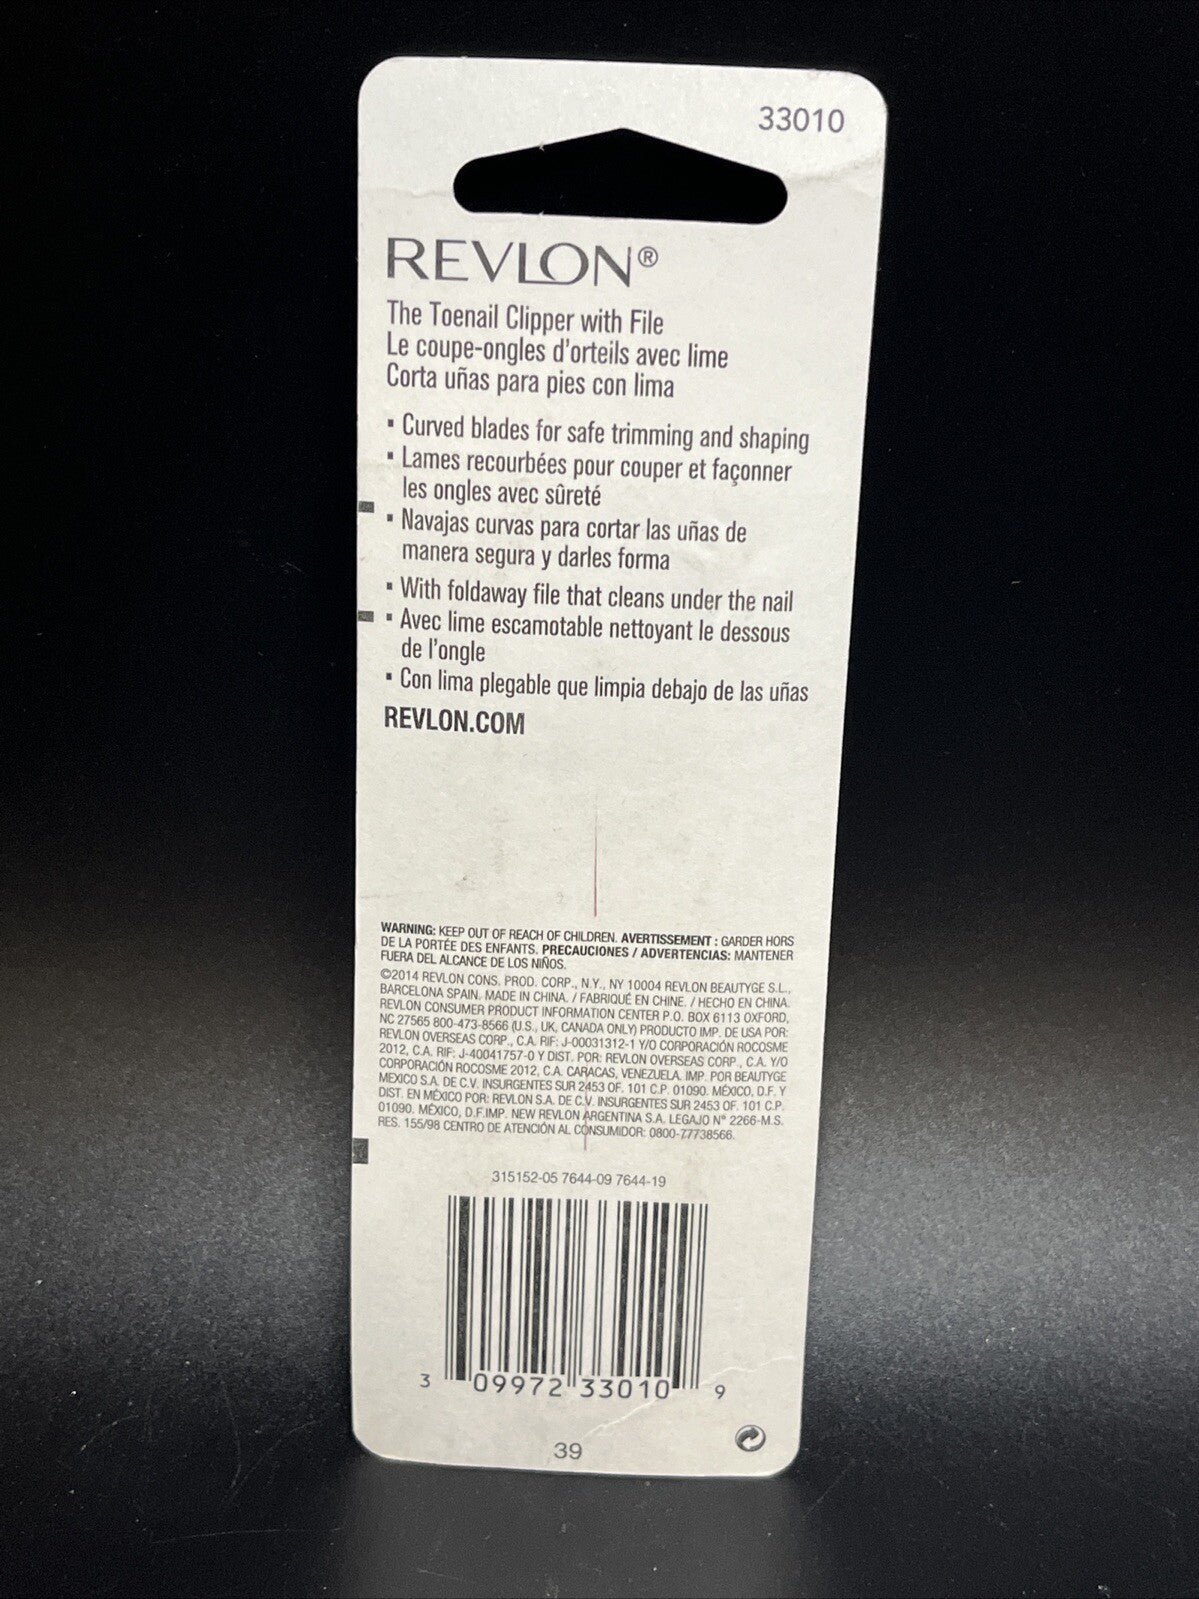 33010
REVLON®
The Toenail Clipper with File
Le coupe-ongles d'orteils avec lime
Corta uñas para pies con lima
▪ Curved blades for safe trimming and shaping
▪ Lames recourbées pour couper et façonner
les ongles avec sûreté
▪ Navajas curvas para cortar las uñas de
manera segura y darles forma
▪ With foldaway file that cleans under the nail
▪ Avec lime escamotable nettoyant le dessous
de l'ongle
▪ Con lima plegable que limpia debajo de las uñas
REVLON.COM
WARNING: KEEP OUT OF REACH OF CHILDREN. AVERTISSEMENT : GARDER HORS
DE LA PORTÉE DES ENFANTS. PRECAUCIONES / ADVERTENCIAS: MANTENER
FUERA DEL ALCANCE DE LOS NIÑOS.
©2014 REVLON CONS. PROD. CORP., N.Y., NY 10004 REVLON BEAUTYGE S.L.,
BARCELONA SPAIN. MADE IN CHINA. / FABRIQUÉ EN CHINE. / HECHO EN CHINA.
REVLON CONSUMER PRODUCT INFORMATION CENTER P.O. BOX 6113 OXFORD,
NC 27565 800-473-8566 (U.S., UK, CANADA ONLY) PRODUCTO IMP. DE USA POR:
REVLON OVERSEAS CORP., C.A. RIF: J-00031312-1 Y/O CORPORACIÓN ROCOSME
2012, C.A. RIF: J-40041757-0 Y DIST. POR: REVLON OVERSEAS CORP., C.A. Y/O
CORPORACIÓN ROCOSME 2012, C.A. CARACAS, VENEZUELA. IMP. POR BEAUTYGE
MEXICO S.A. DE C.V. INSURGENTES SUR 2453 OF. 101 C.P. 01090. MÉXICO, D.F. Y
DIST. EN MÉXICO POR: REVLON S.A. DE C.V. INSURGENTES SUR 2453 OF. 101 C.P.
01090. MÉXICO, D.F.IMP. NEW REVLON ARGENTINA S.A. LEGAJO Nº 2266-M.S.
RES. 155/98 CENTRO DE ATENCIÓN AL CONSUMIDOR: 0800-77738566.
315152-05 7644-09 7644-19
3 09972 33010 9
39